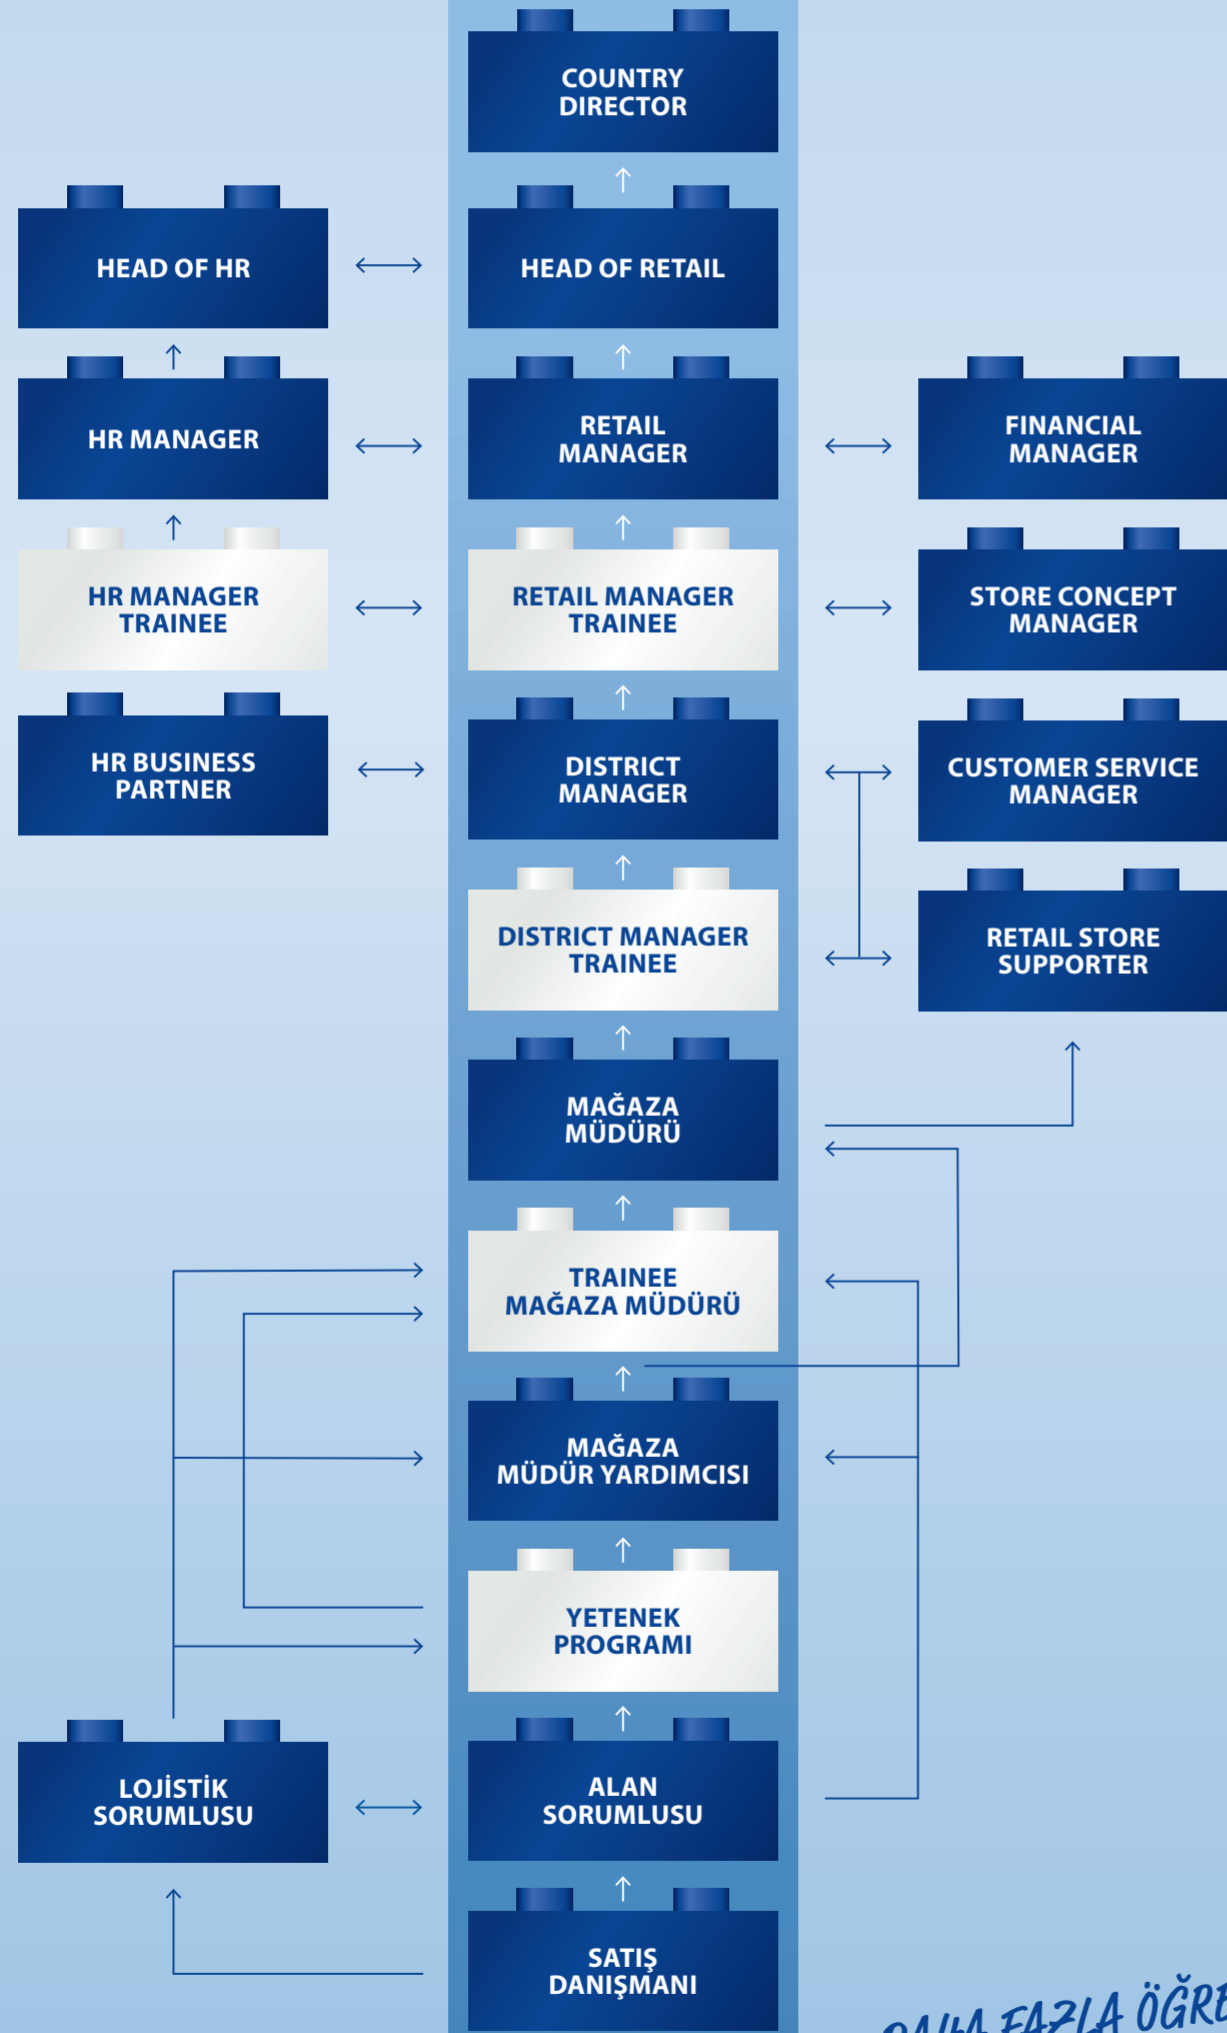 COUNTRY
DIRECTOR
HEAD OF HR
HEAD OF RETAIL
HR MANAGER
RETAIL
MANAGER
FINANCIAL
MANAGER
HR MANAGER
TRAINEE
RETAIL MANAGER
TRAINEE
STORE CONCEPT
MANAGER
HR BUSINESS
PARTNER
DISTRICT
MANAGER
CUSTOMER SERVICE
MANAGER
DISTRICT MANAGER
TRAINEE
RETAIL STORE
SUPPORTER
MAĞAZA
MÜDÜRÜ
TRAINEE
MAĞAZA MÜDÜRÜ
MAĞAZA
MÜDÜR YARDIMCISI
YETENEK
PROGRAMI
LOJİSTİK
SORUMLUSU
ALAN
SORUMLUSU
SATIŞ
DANIŞMANI
FAZLA